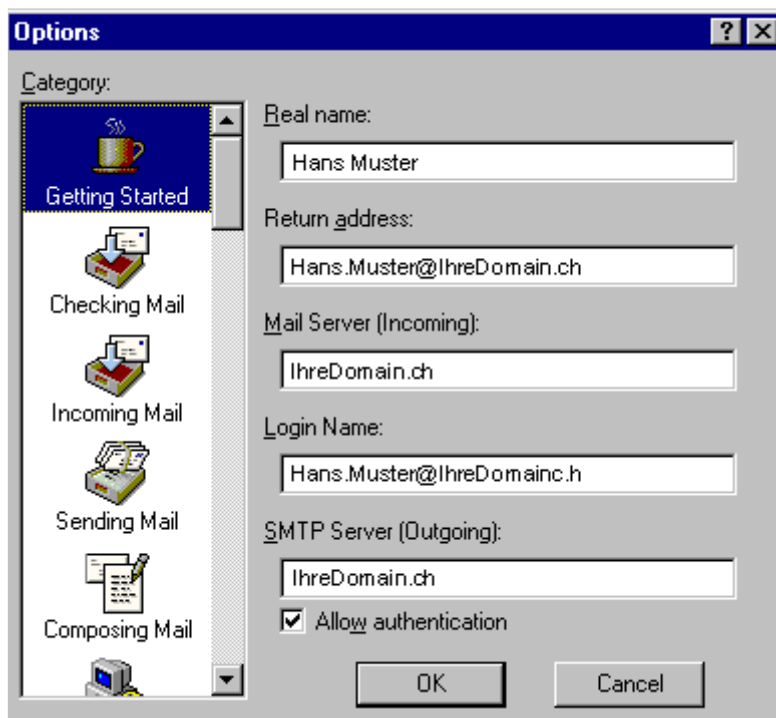 Options
Category:
Getting Started
Checking Mail
Incoming Mail
Sending Mail
Composing Mail
Real name:
Hans Muster
Return address:
Hans.Muster@IhreDomain.ch
Mail Server (Incoming):
IhreDomain.ch
Login Name:
Hans.Muster@IhreDomainc.h
SMTP Server (Outgoing):
IhreDomain.ch
Allow authentication
OK
Cancel